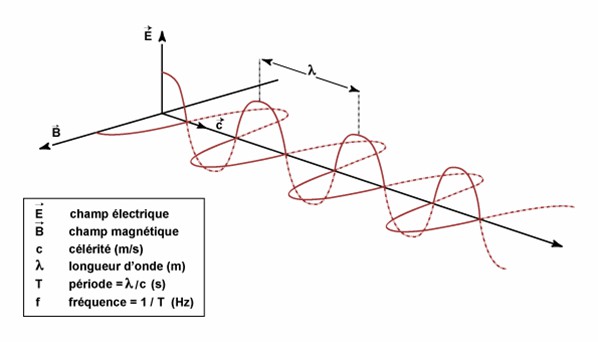 E
λ
B
c
E champ électrique
B champ magnétique
c célérité (m/s)
λ longueur d'onde (m)
T période = λ/c (s)
f fréquence = 1 / T (Hz)